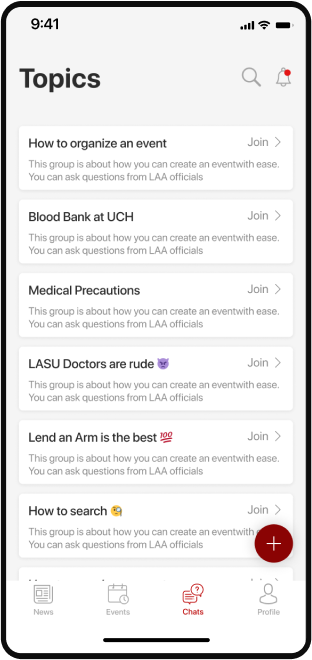 9:41
Topics
How to organize an event Join
This group is about how you can create an eventwith ease.
You can ask questions from LAA officials
Blood Bank at UCH Join
This group is about how you can create an eventwith ease.
You can ask questions from LAA officials
Medical Precautions Join
This group is about how you can create an eventwith ease.
You can ask questions from LAA officials
LASU Doctors are rude 😈 Join
This group is about how you can create an eventwith ease.
You can ask questions from LAA officials
Lend an Arm is the best 💯 Join
This group is about how you can create an eventwith ease.
You can ask questions from LAA officials
How to search 🧐 Join
This group is about how you can create an eventwith
You can ask questions from LAA officials
News Events Chats Profile